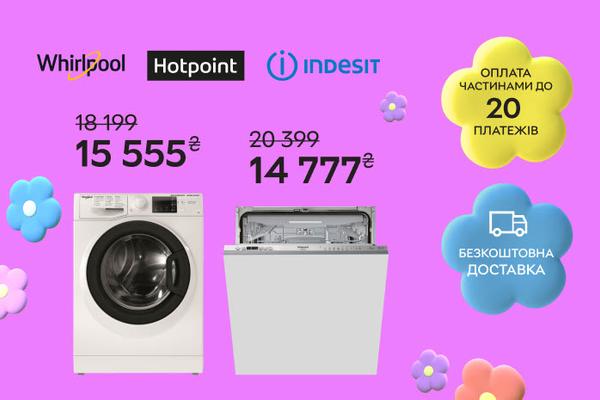 Whirlpool
Hotpoint
INDESIT
18 199
15 555₴
20 399
14 777₴
ОПЛАТА
ЧАСТИНАМИ ДО
20
ПЛАТЕЖІВ
БЕЗКОШТОВНА
ДОСТАВКА